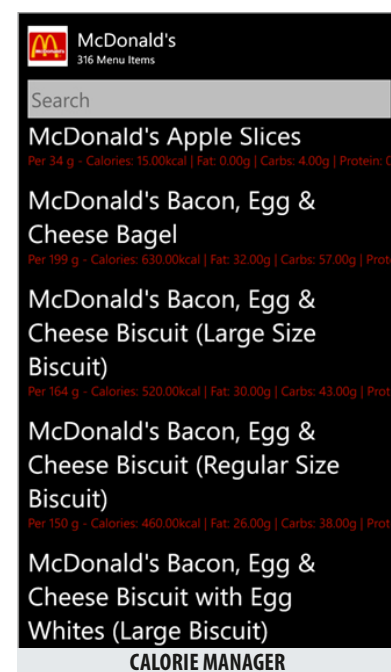 McDonald's
McDonald's
316 Menu Items
Search
McDonald's Apple Slices
Per 34 g - Calories: 15.00kcal | Fat: 0.00g | Carbs: 4.00g | Protein:
McDonald's Bacon, Egg &
Cheese Bagel
Per 199 g - Calories: 630.00kcal | Fat: 32.00g | Carbs: 57.00g | Prot
McDonald's Bacon, Egg &
Cheese Biscuit (Large Size
Biscuit)
Per 164 g - Calories: 520.00kcal | Fat: 30.00g | Carbs: 43.00g | Prot
McDonald's Bacon, Egg &
Cheese Biscuit (Regular Size
Biscuit)
Per 150 g - Calories: 460.00kcal | Fat: 26.00g | Carbs: 38.00g | Prot
McDonald's Bacon, Egg &
Cheese Biscuit with Egg
Whites (Large Biscuit)
CALORIE MANAGER